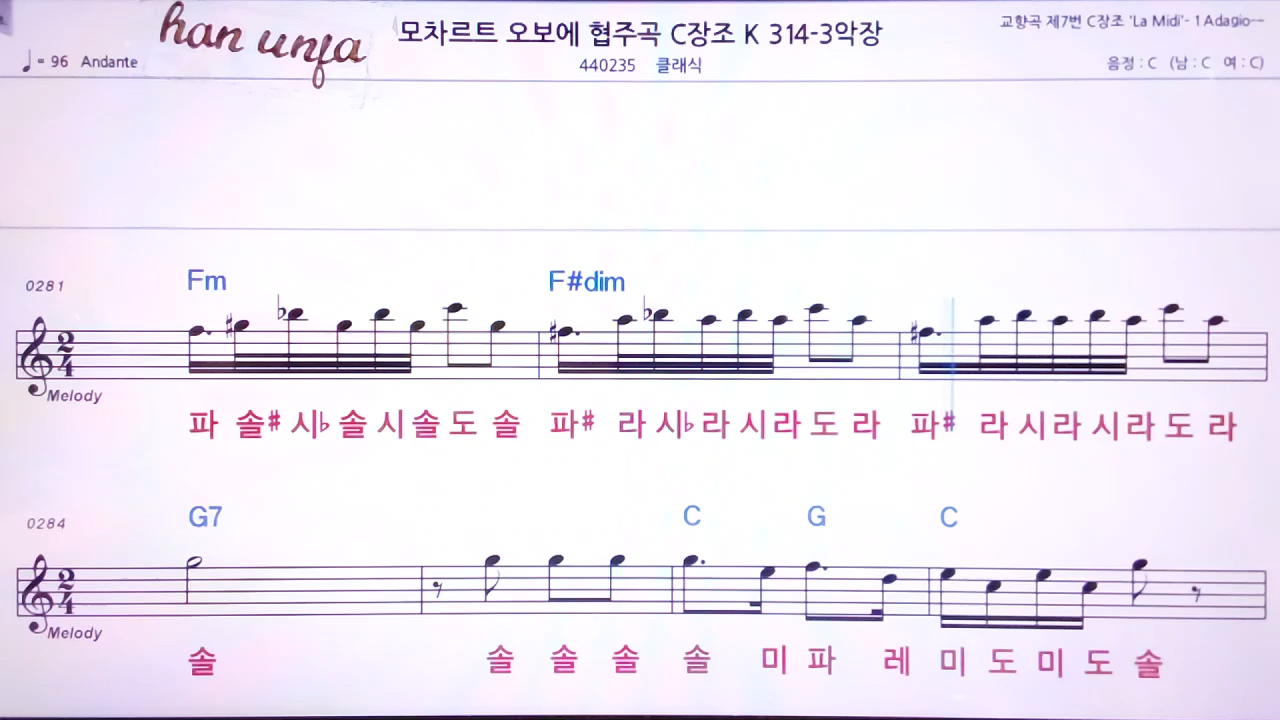 han unfa
모차르트 오보에 협주곡 C장조 K 314-3악장
교향곡 제7번 C장조 'La Midi'- 1 Adagio~~
♩ = 96 Andante
440235 클래식
음정 : C (남 : C 여 : C)
Fm F#dim
0281
Melody
파 솔# 시♭ 솔 시 솔 도 솔 파# 라 시♭ 라 시 라 도 라 파# 라 시 라 시 라 도 라
G7 C G C
0284
Melody
솔 솔 솔 솔 솔 미 파 레 미 도 미 도 솔